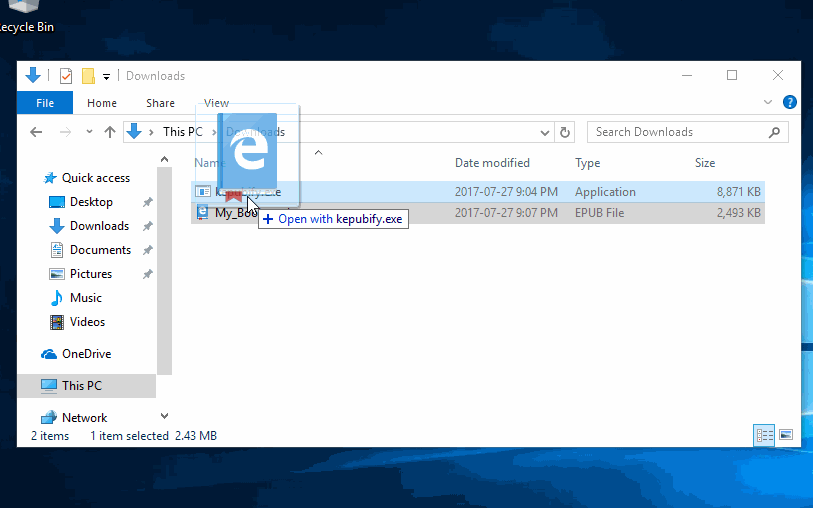 Recycle Bin
Downloads
File Home Share View
This PC Downloads
Search Downloads
Name Date modified Type Size
Quick access
kepubify.exe 2017-07-27 9:04 PM Application 8,871 KB
Desktop
2017-07-27 9:07 PM EPUB File 2,493 KB
Open with kepubify.exe
Downloads
Documents
Pictures
Music
Videos
OneDrive
This PC
Network
2 items 1 item selected 2.43 MB